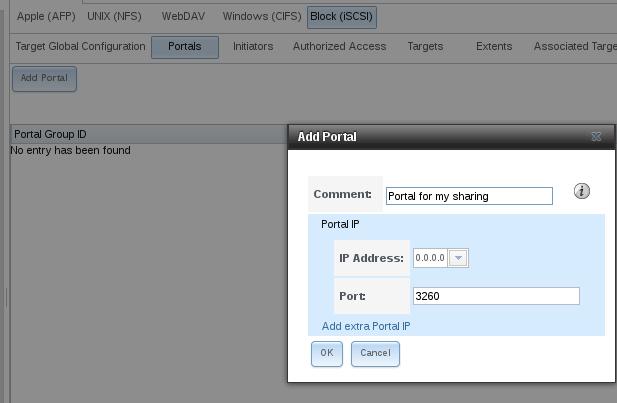 Apple (AFP) UNIX (NFS) WebDAV Windows (CIFS) Block (iSCSI)
Target Global Configuration Portals Initiators Authorized Access Targets Extents Associated Targe
Add Portal
Portal Group ID
No entry has been found
Add Portal
Comment: Portal for my sharing
Portal IP
IP Address: 0.0.0.0
Port: 3260
Add extra Portal IP
OK Cancel